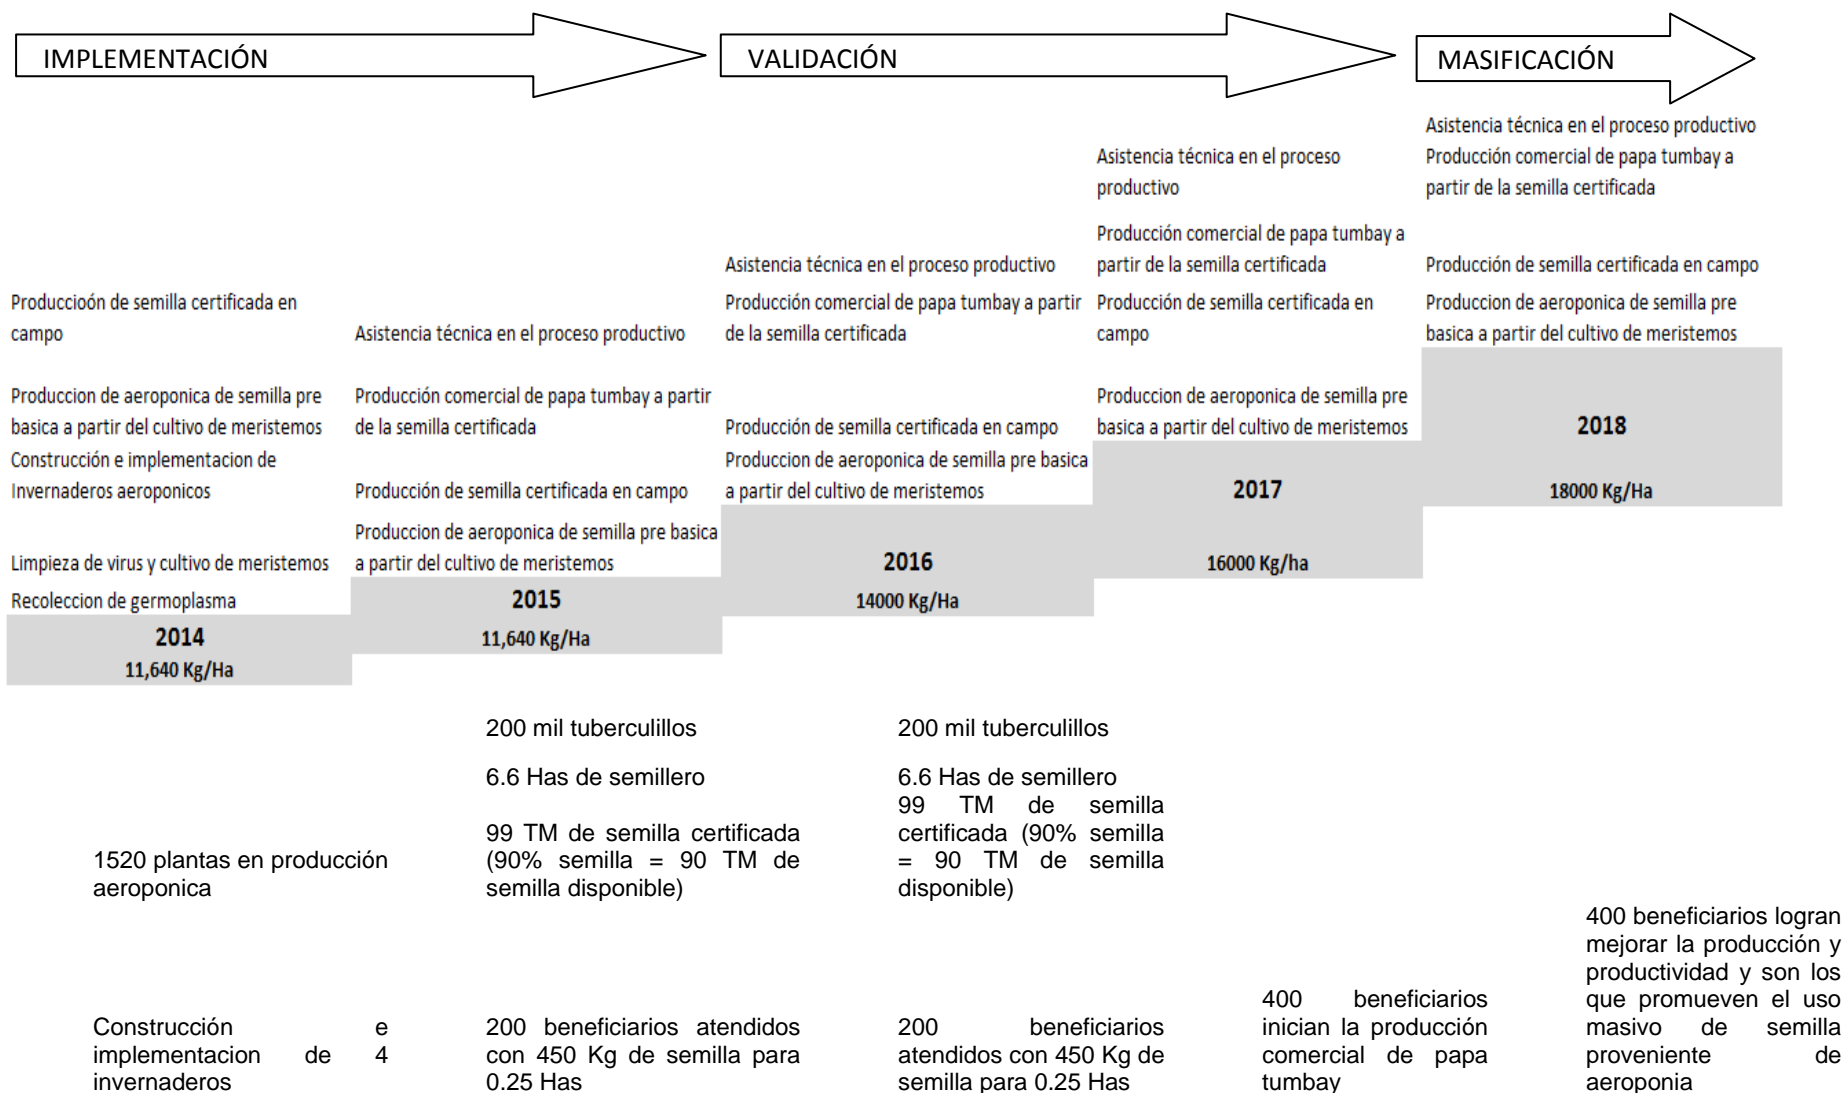 IMPLEMENTACIÓN
VALIDACIÓN
MASIFICACIÓN
Produccioón de semilla certificada en
campo
Produccion de aeroponica de semilla pre
basica a partir del cultivo de meristemos
Construcción e implementacion de
Invernaderos aeroponicos
Limpieza de virus y cultivo de meristemos
Recoleccion de germoplasma
2014
11,640 Kg/Ha
Asistencia técnica en el proceso productivo
Producción comercial de papa tumbay a partir
de la semilla certificada
Producción de semilla certificada en campo
Produccion de aeroponica de semilla pre basica
a partir del cultivo de meristemos
2015
11,640 Kg/Ha
Asistencia técnica en el proceso productivo
Producción comercial de papa tumbay a partir
de la semilla certificada
Producción de semilla certificada en campo
Produccion de aeroponica de semilla pre basica
a partir del cultivo de meristemos
2016
14000 Kg/Ha
Asistencia técnica en el proceso
productivo
Producción comercial de papa tumbay a
partir de la semilla certificada
Producción de semilla certificada en
campo
Produccion de aeroponica de semilla pre
basica a partir del cultivo de meristemos
2017
16000 Kg/ha
Asistencia técnica en el proceso productivo
Producción comercial de papa tumbay a
partir de la semilla certificada
Producción de semilla certificada en campo
Produccion de aeroponica de semilla pre
basica a partir del cultivo de meristemos
2018
18000 Kg/Ha
1520 plantas en producción
aeroponica
Construcción e
implementacion de 4
invernaderos
200 mil tuberculillos
6.6 Has de semillero
99 TM de semilla certificada
(90% semilla = 90 TM de
semilla disponible)
200 beneficiarios atendidos
con 450 Kg de semilla para
0.25 Has
200 mil tuberculillos
6.6 Has de semillero
99 TM de semilla
certificada (90% semilla
= 90 TM de semilla
disponible)
200 beneficiarios
atendidos con 450 Kg de
semilla para 0.25 Has
400 beneficiarios
inician la producción
comercial de papa
tumbay
400 beneficiarios logran
mejorar la producción y
productividad y son los
que promueven el uso
masivo de semilla
proveniente de
aeroponia